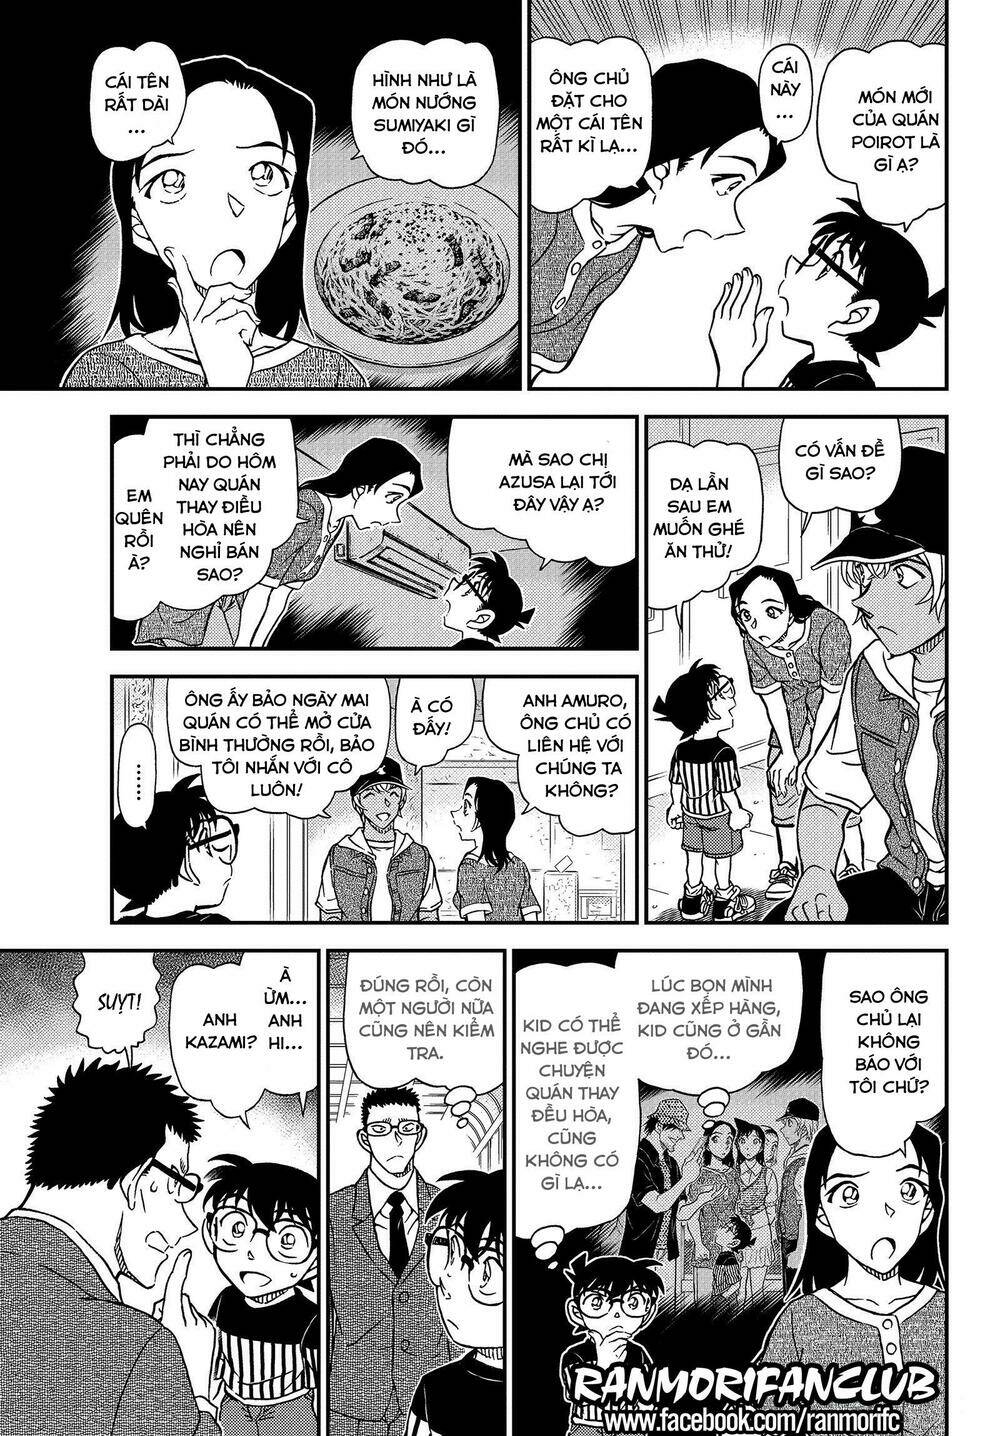 MÓN MỚI
CỦA QUÁN
POIROT LÀ
GÌ Ạ?
CÁI
NÀY
...
ÔNG CHỦ
ĐẶT CHO
MỘT CÁI TÊN
RẤT KÌ LẠ...
HÌNH NHƯ LÀ
MÓN NƯỚNG
SUMIYAKI GÌ
ĐÓ...
CÁI TÊN
RẤT DÀI
...
CÓ VẤN ĐỀ
GÌ SAO?
DẠ LẦN
SAU EM
MUỐN GHÉ
ĂN THỬ!
MÀ SAO CHỊ
AZUSA LẠI TỚI
ĐÂY VẬY Ạ?
THÌ CHẲNG
PHẢI DO HÔM
NAY QUÁN
THAY ĐIỀU
HÒA NÊN
NGHỈ BÁN
SAO?
EM
QUÊN
RỒI
À?
ANH AMURO,
ÔNG CHỦ CÓ
LIÊN HỆ VỚI
CHÚNG TA
KHÔNG?
À CÓ
ĐẤY!
ÔNG ẤY BẢO NGÀY MAI
QUÁN CÓ THỂ MỞ CỬA
BÌNH THƯỜNG RỒI, BẢO
TÔI NHẮN VỚI CÔ
LUÔN!
......
SAO ÔNG
CHỦ LẠI
KHÔNG
BÁO VỚI
TÔI CHỨ?
LÚC BỌN MÌNH
ĐANG XẾP HÀNG,
KID CŨNG Ở GẦN
ĐÓ...
KID CÓ THỂ
NGHE ĐƯỢC
CHUYỆN
QUÁN THAY
ĐỀU HÒA,
CŨNG
KHÔNG CÓ
GÌ LẠ...
ĐÚNG RỒI, CÒN
MỘT NGƯỜI NỮA
CŨNG NÊN KIỂM
TRA.
À
ỪM...
ANH
HI...
ANH
KAZAMI?
SUỴT!
RANMORIFANCLUB
www.facebook.com/ranmorifc